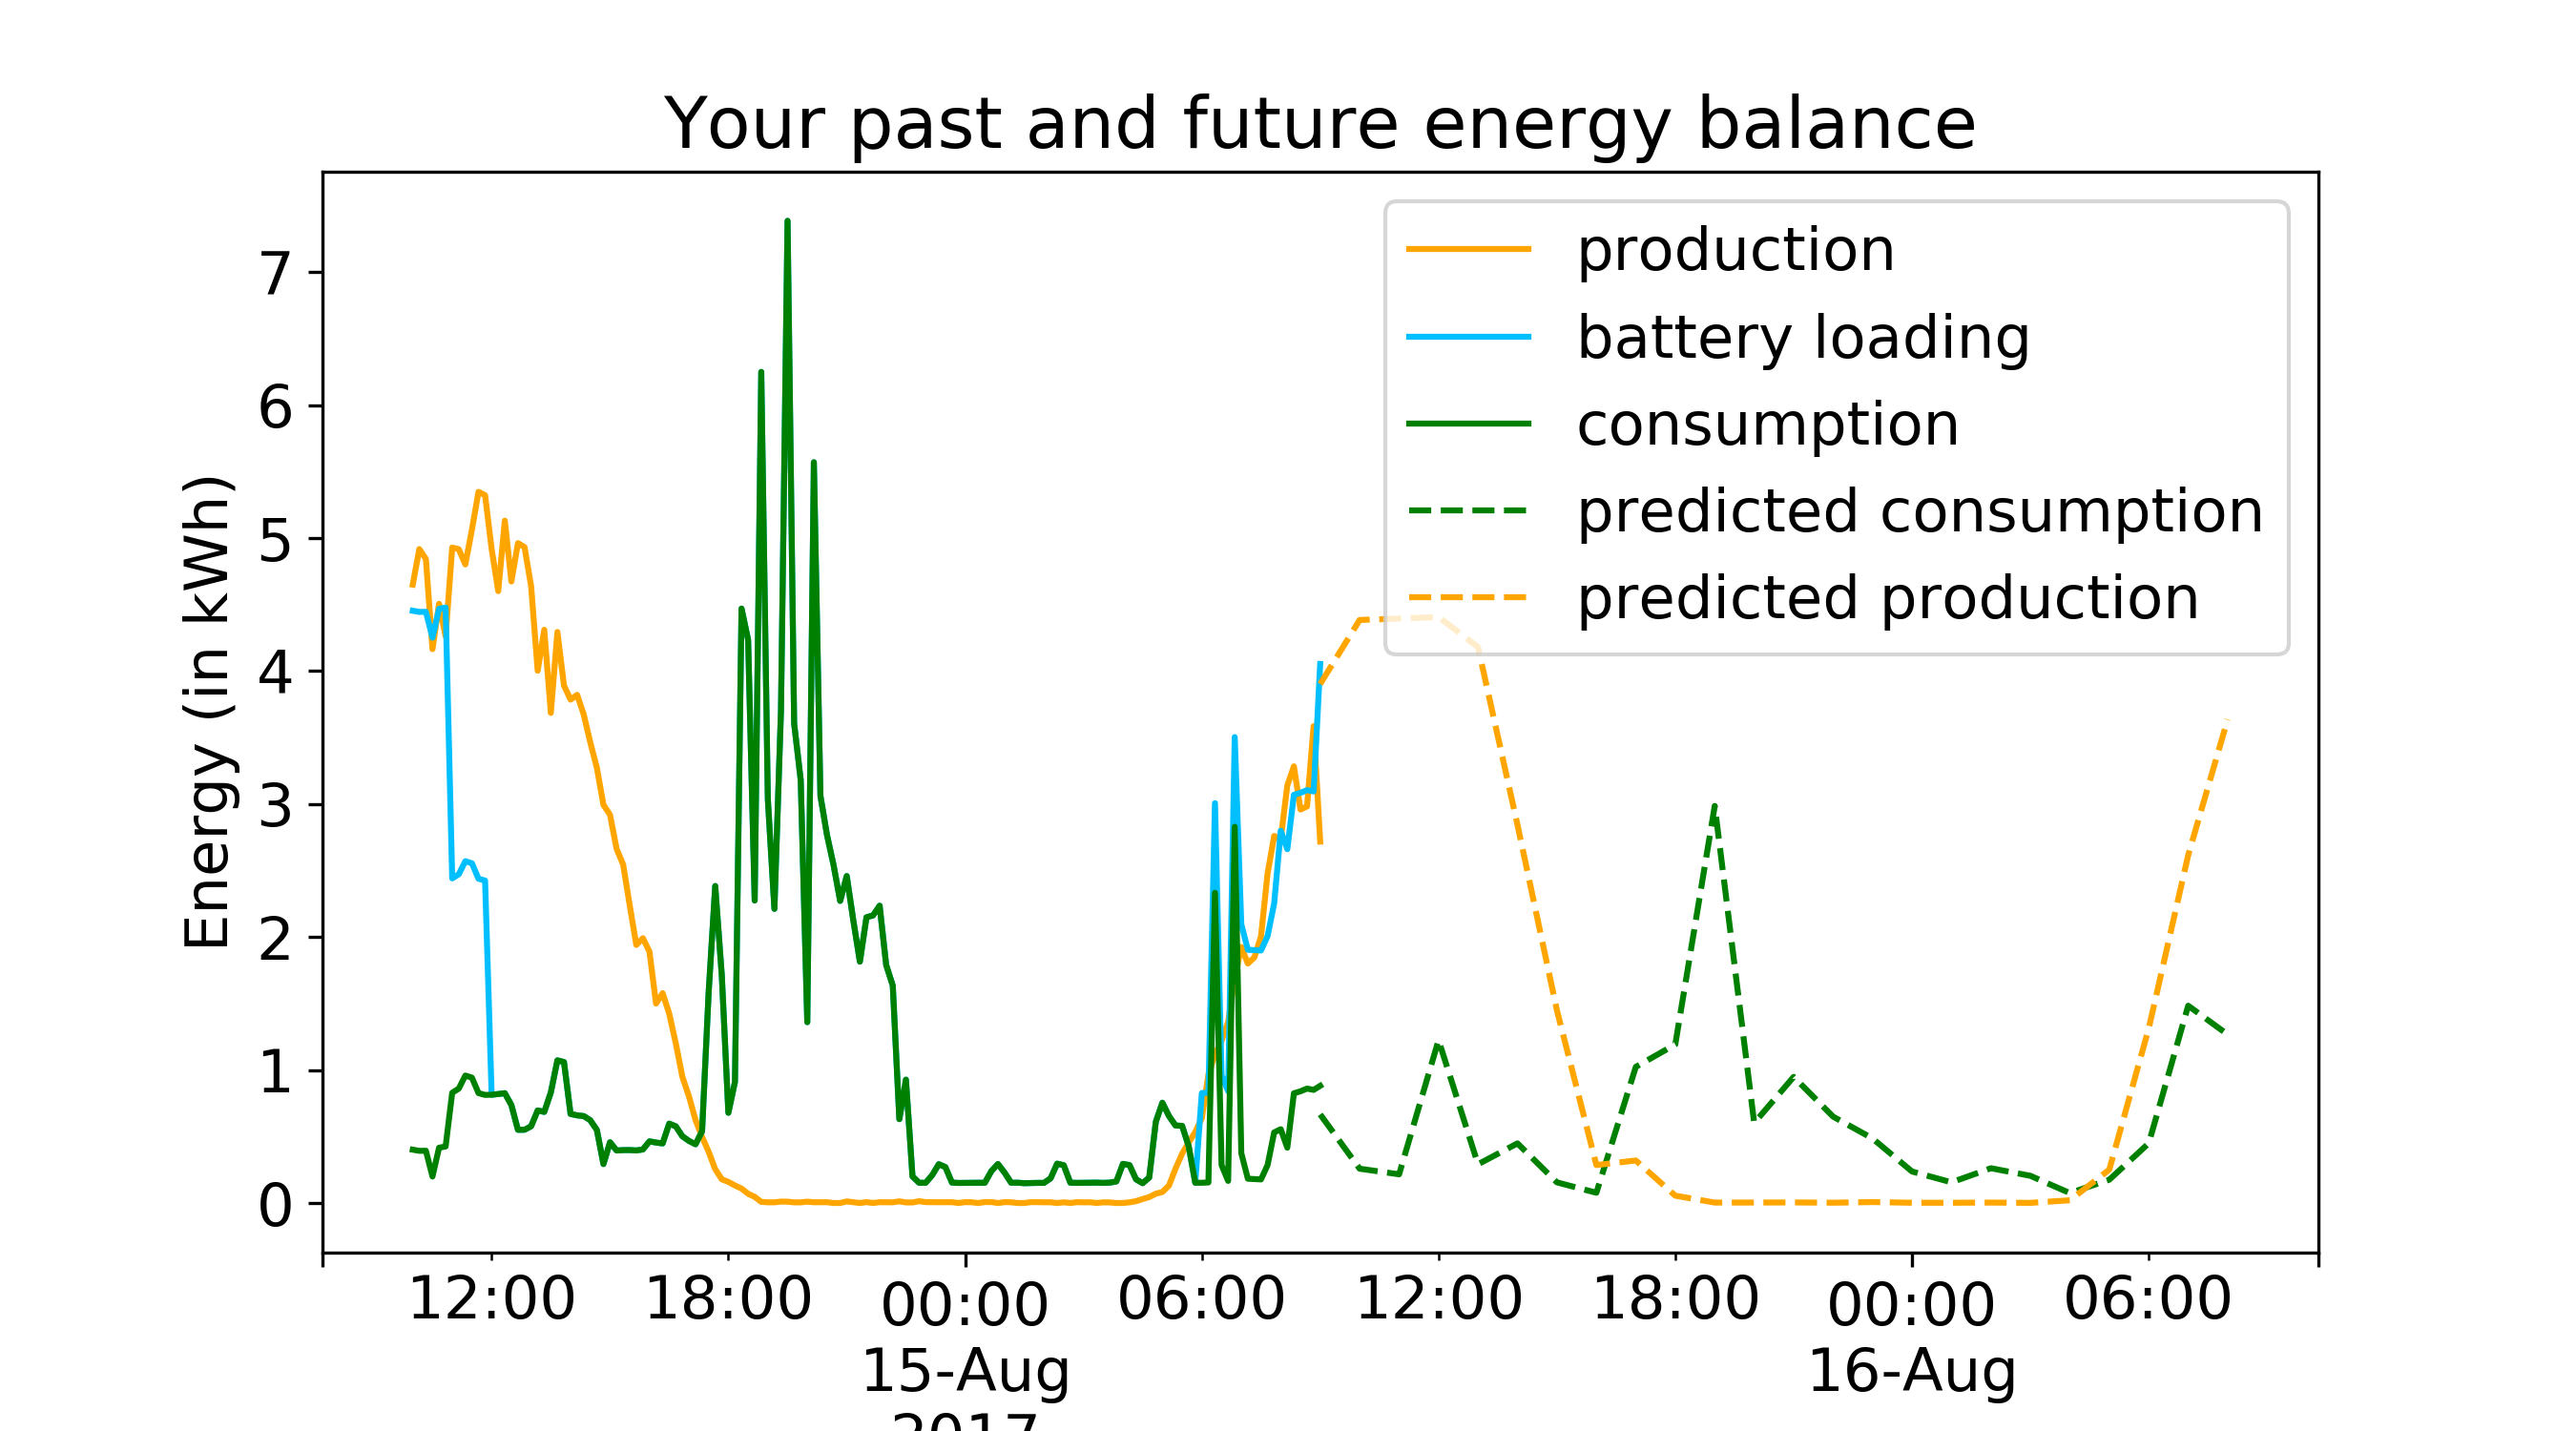 Your past and future energy balance
production
battery loading
consumption
predicted consumption
predicted production
Energy (in kWh)
7
6
5
4
3
2
1
0
12:00 18:00 00:00 06:00 12:00 18:00 00:00 06:00
15-Aug 16-Aug
2017